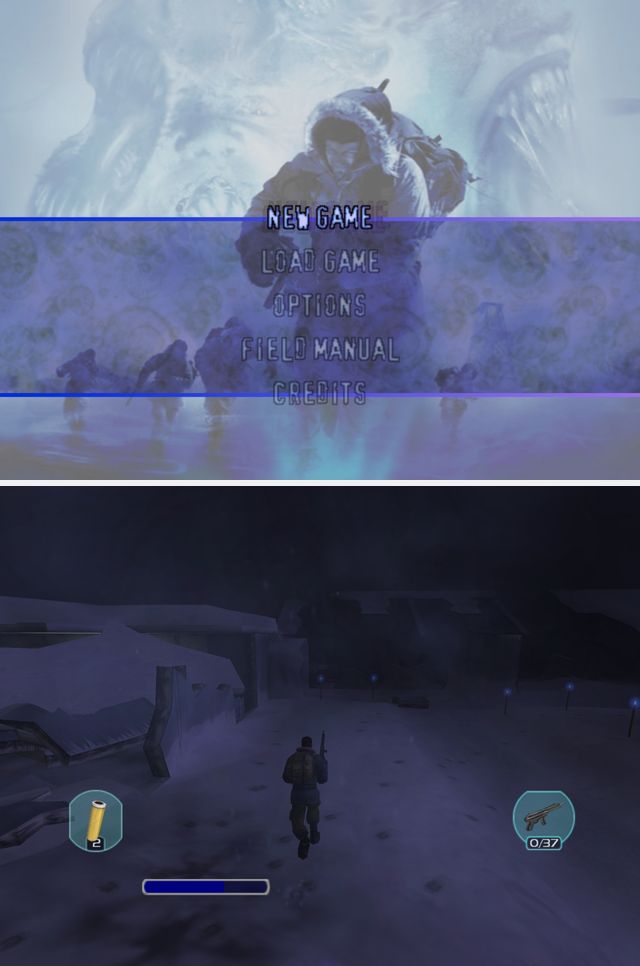 NEW GAME
LOAD GAME
OPTIONS
FIELD MANUAL
CREDITS
2
0/37